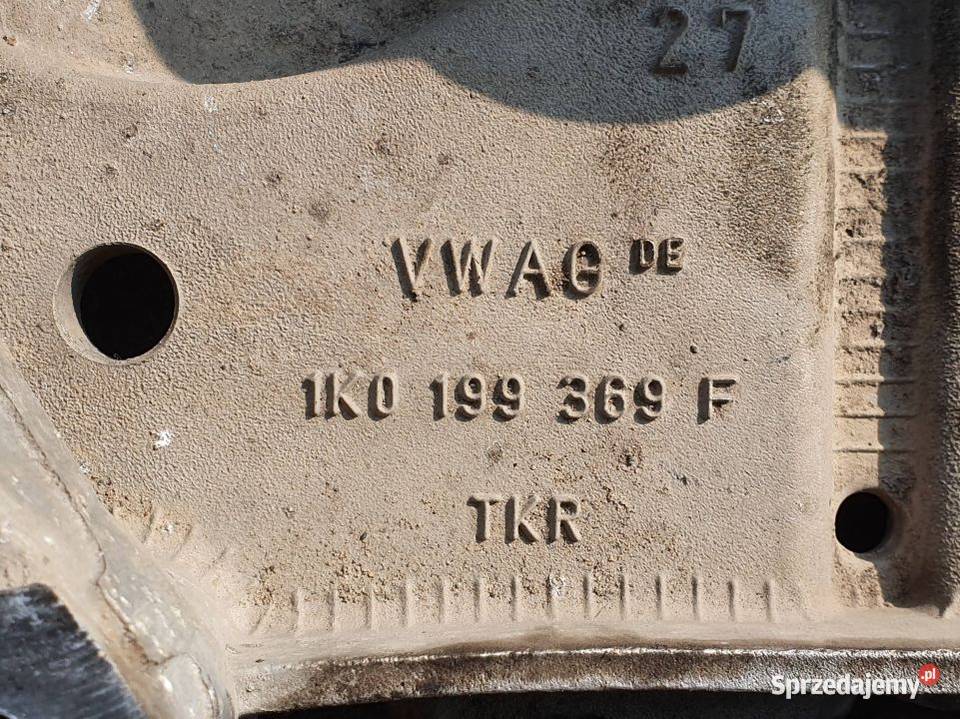 27
VWAG DE
1K0 199 369 F
TKR
Sprzedajemy.pl